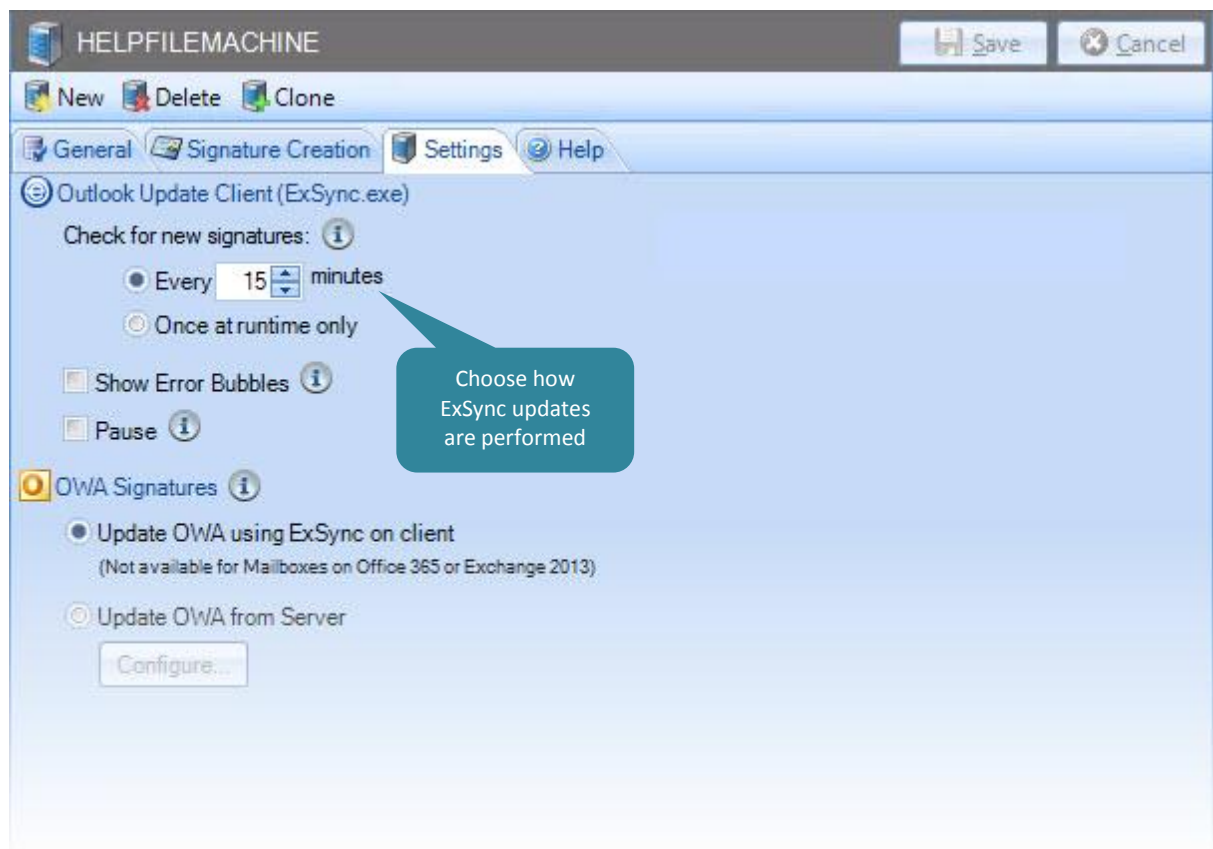 HELPFILEMACHINE Save Cancel
New Delete Clone
General Signature Creation Settings Help
Outlook Update Client (ExSync.exe)
Check for new signatures:
Every 15 minutes
Once at runtime only
Show Error Bubbles
Pause
Choose how
ExSync updates
are performed
OWA Signatures
Update OWA using ExSync on client
(Not available for Mailboxes on Office 365 or Exchange 2013)
Update OWA from Server
Configure...